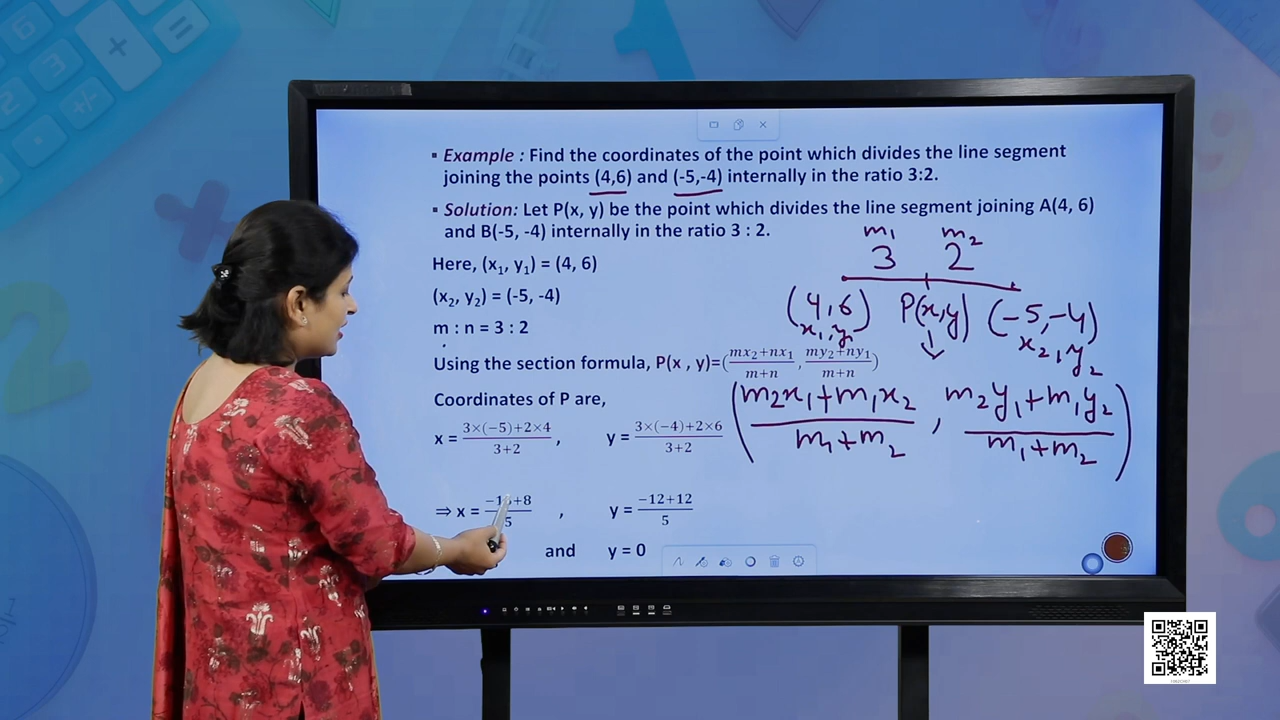 ▪ Example : Find the coordinates of the point which divides the line segment
joining the points (4,6) and (-5,-4) internally in the ratio 3:2.
▪ Solution: Let P(x, y) be the point which divides the line segment joining A(4, 6)
and B(-5, -4) internally in the ratio 3 : 2.
m₁ m₂
3 2
Here, (x₁, y₁) = (4, 6)
(x₂, y₂) = (-5, -4)
(4,6) P(x,y) (-5,-4)
x₁,y₁ x₂,y₂
m : n = 3 : 2
Using the section formula, P(x , y)=((mx₂+nx₁)/(m+n), (my₂+ny₁)/(m+n))
((m₂x₁+m₁x₂)/(m₁+m₂), (m₂y₁+m₁y₂)/(m₁+m₂))
Coordinates of P are,
x = (3×(−5)+2×4)/(3+2) , y = (3×(−4)+2×6)/(3+2)
⇒ x = +8/5 , y = (−12+12)/5
and y = 0